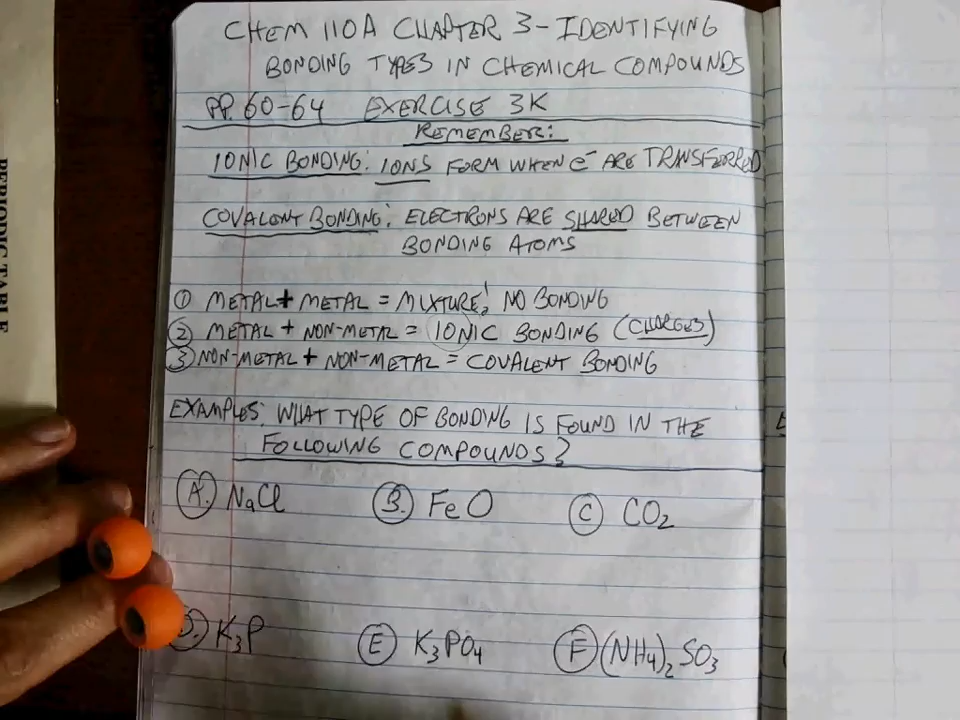 CHEM 110A CHAPTER 3 - IDENTIFYING
BONDING TYPES IN CHEMICAL COMPOUNDS
PP. 60-64 EXERCISE 3K
REMEMBER:
IONIC BONDING: IONS FORM WHEN e⁻ ARE TRANSFERRED
COVALENT BONDING: ELECTRONS ARE SHARED BETWEEN
BONDING ATOMS
① METAL + METAL = MIXTURE; NO BONDING
② METAL + NON-METAL = IONIC BONDING (CHARGES)
③ NON-METAL + NON-METAL = COVALENT BONDING
EXAMPLES: WHAT TYPE OF BONDING IS FOUND IN THE
FOLLOWING COMPOUNDS?
A. NaCl B. FeO C CO₂
D. K₃P E K₃PO₄ F (NH₄)₂SO₃
PERIODIC TABLE